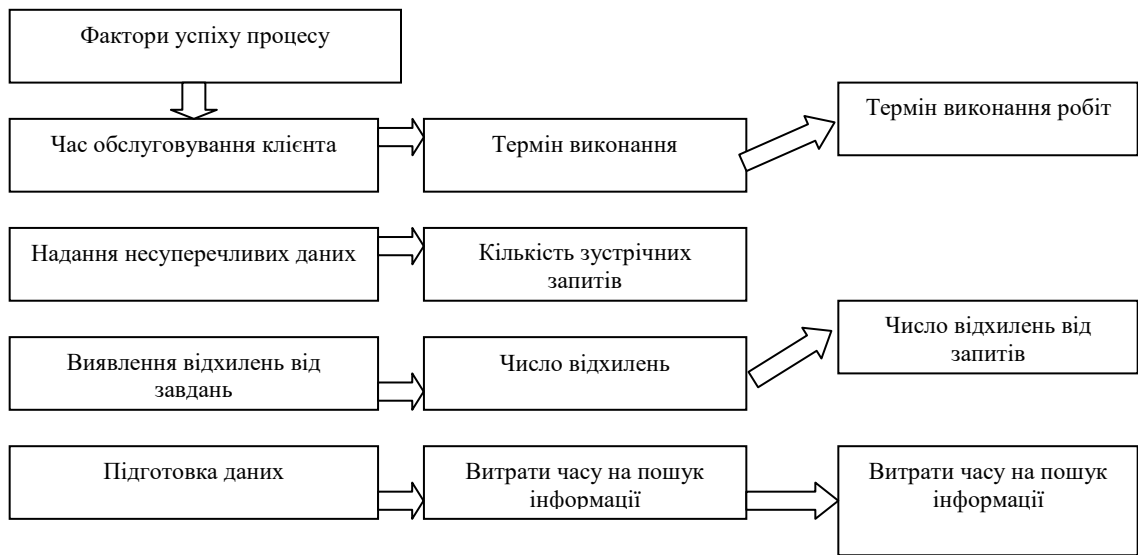 Фактори успіху процесу
Час обслуговування клієнта
Термін виконання
Термін виконання робіт
Надання несуперечливих даних
Кількість зустрічних
запитів
Виявлення відхилень від
завдань
Число відхилень
Число відхилень від
запитів
Підготовка даних
Витрати часу на пошук
інформації
Витрати часу на пошук
інформації